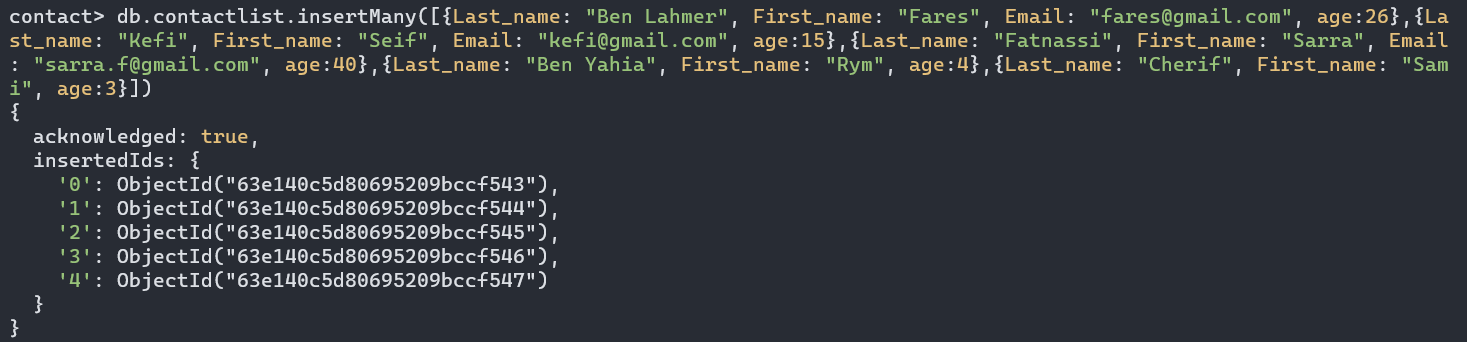 contact> db.contactlist.insertMany([{Last_name: "Ben Lahmer", First_name: "Fares", Email: "fares@gmail.com", age:26},{La
st_name: "Kefi", First_name: "Seif", Email: "kefi@gmail.com", age:15},{Last_name: "Fatnassi", First_name: "Sarra", Email
: "sarra.f@gmail.com", age:40},{Last_name: "Ben Yahia", First_name: "Rym", age:4},{Last_name: "Cherif", First_name: "Sam
i", age:3}])
{
  acknowledged: true,
  insertedIds: {
    '0': ObjectId("63e140c5d80695209bccf543"),
    '1': ObjectId("63e140c5d80695209bccf544"),
    '2': ObjectId("63e140c5d80695209bccf545"),
    '3': ObjectId("63e140c5d80695209bccf546"),
    '4': ObjectId("63e140c5d80695209bccf547")
  }
}